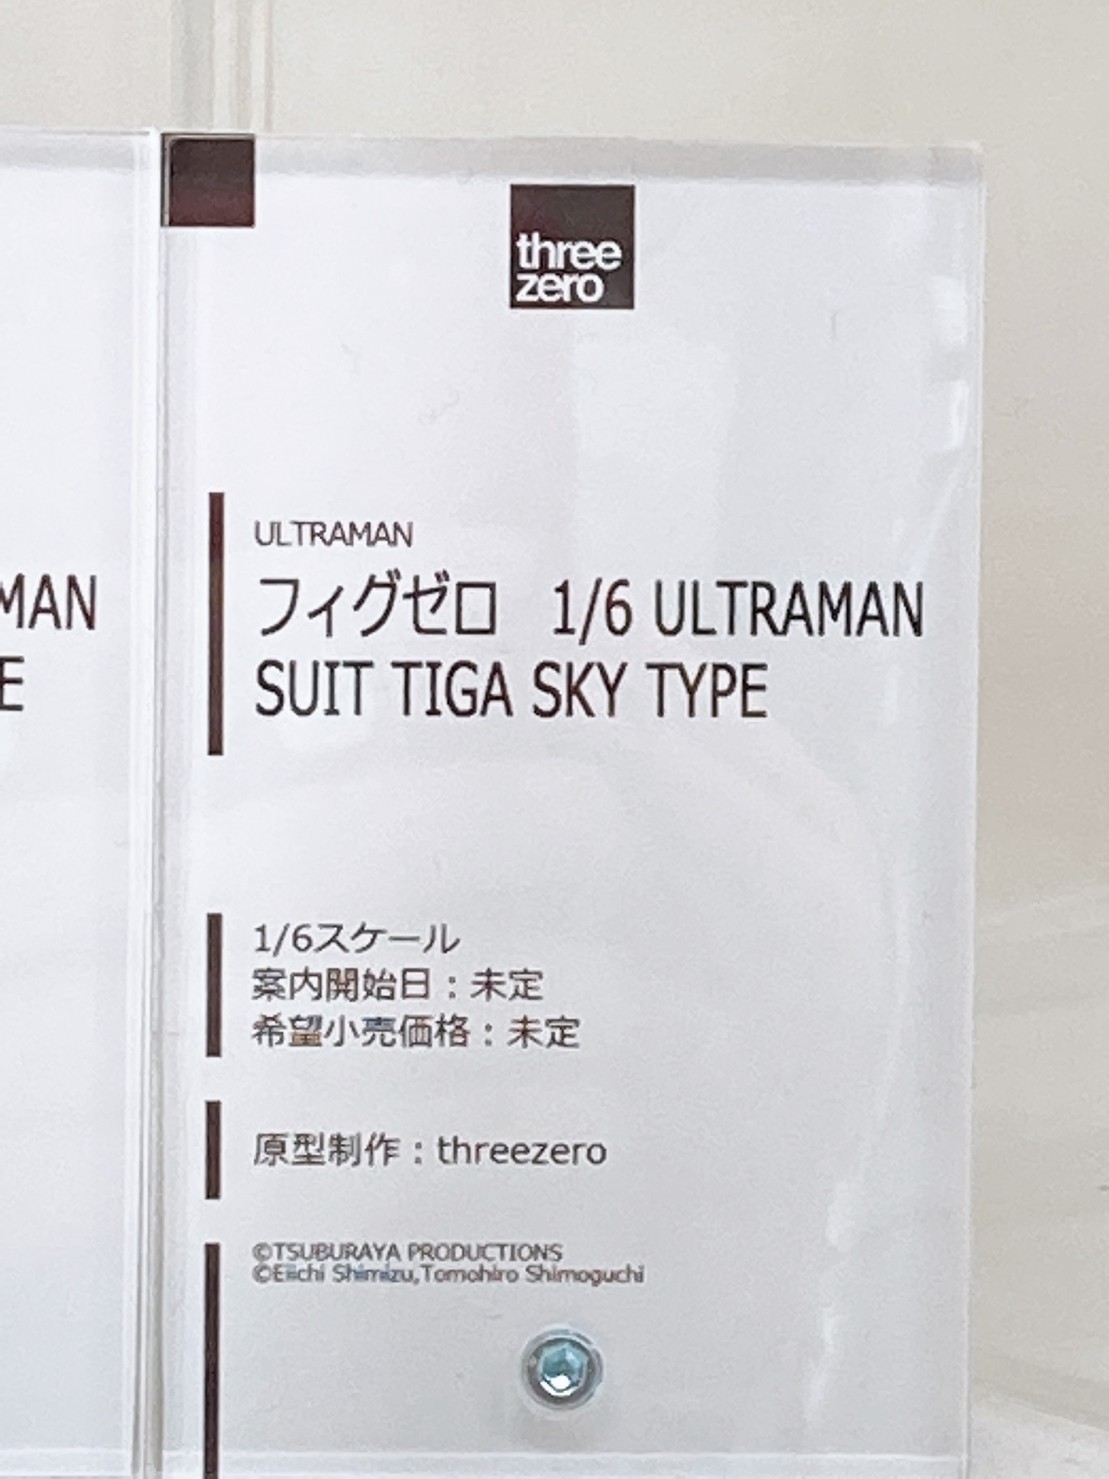 three
zero
MAN
E
ULTRAMAN
フィグゼロ 1/6 ULTRAMAN
SUIT TIGA SKY TYPE
1/6スケール
案内開始日：未定
希望小売価格：未定
原型制作：threezero
©TSUBURAYA PRODUCTIONS
©Eiichi Shimizu,Tomohiro Shimoguchi